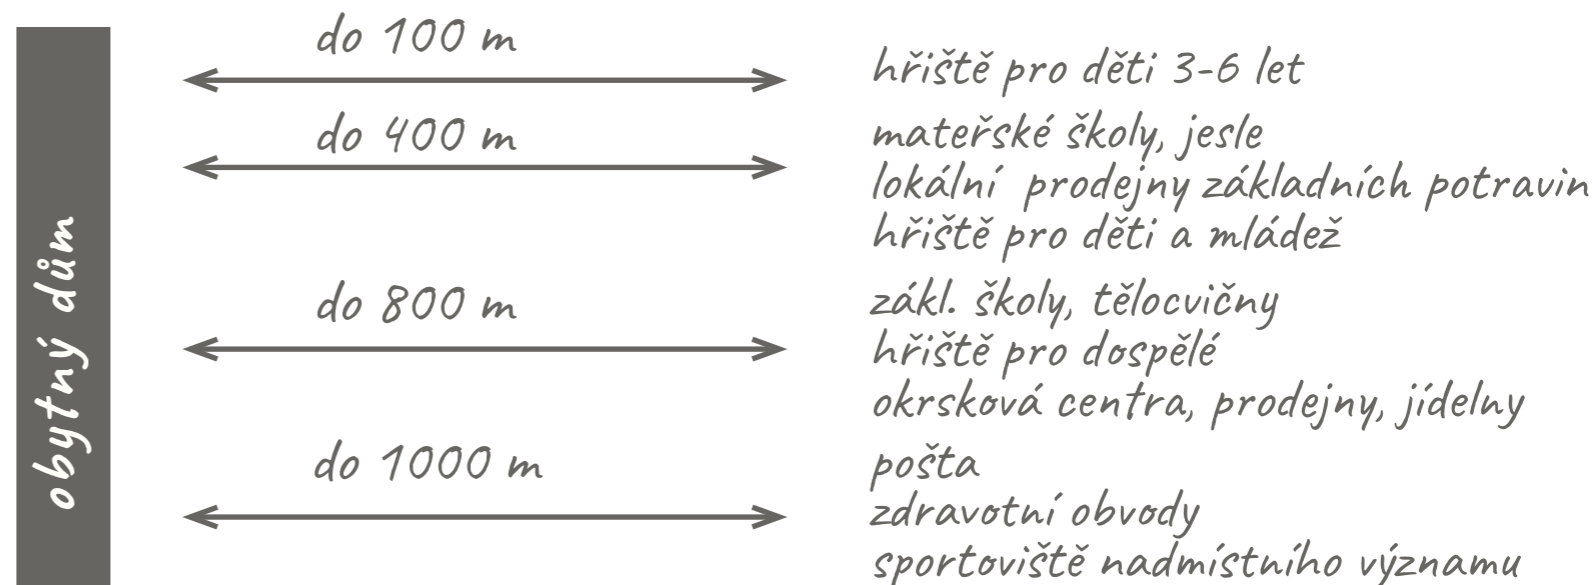 obytný dům
do 100 m
hřiště pro děti 3-6 let
do 400 m
mateřské školy, jesle
lokální prodejny základních potravin
hřiště pro děti a mládež
do 800 m
zákl. školy, tělocvičny
hřiště pro dospělé
okrsková centra, prodejny, jídelny
do 1000 m
pošta
zdravotní obvody
sportoviště nadmístního významu